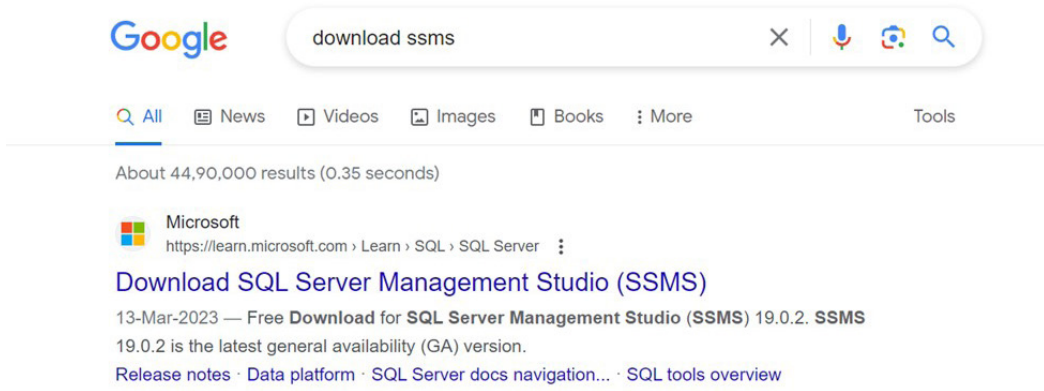 Google download ssms
All News Videos Images Books More Tools
About 44,90,000 results (0.35 seconds)
Microsoft
https://learn.microsoft.com › Learn › SQL › SQL Server
Download SQL Server Management Studio (SSMS)
13-Mar-2023 — Free Download for SQL Server Management Studio (SSMS) 19.0.2. SSMS
19.0.2 is the latest general availability (GA) version.
Release notes · Data platform · SQL Server docs navigation... · SQL tools overview